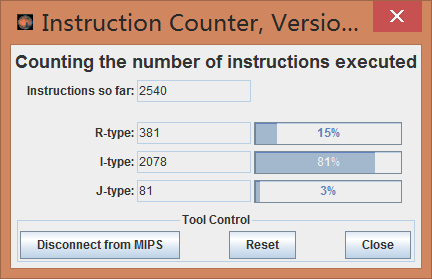 Instruction Counter, Versio...
Counting the number of instructions executed
Instructions so far: 2540
R-type: 381 15%
I-type: 2078 81%
J-type: 81 3%
Tool Control
Disconnect from MIPS Reset Close